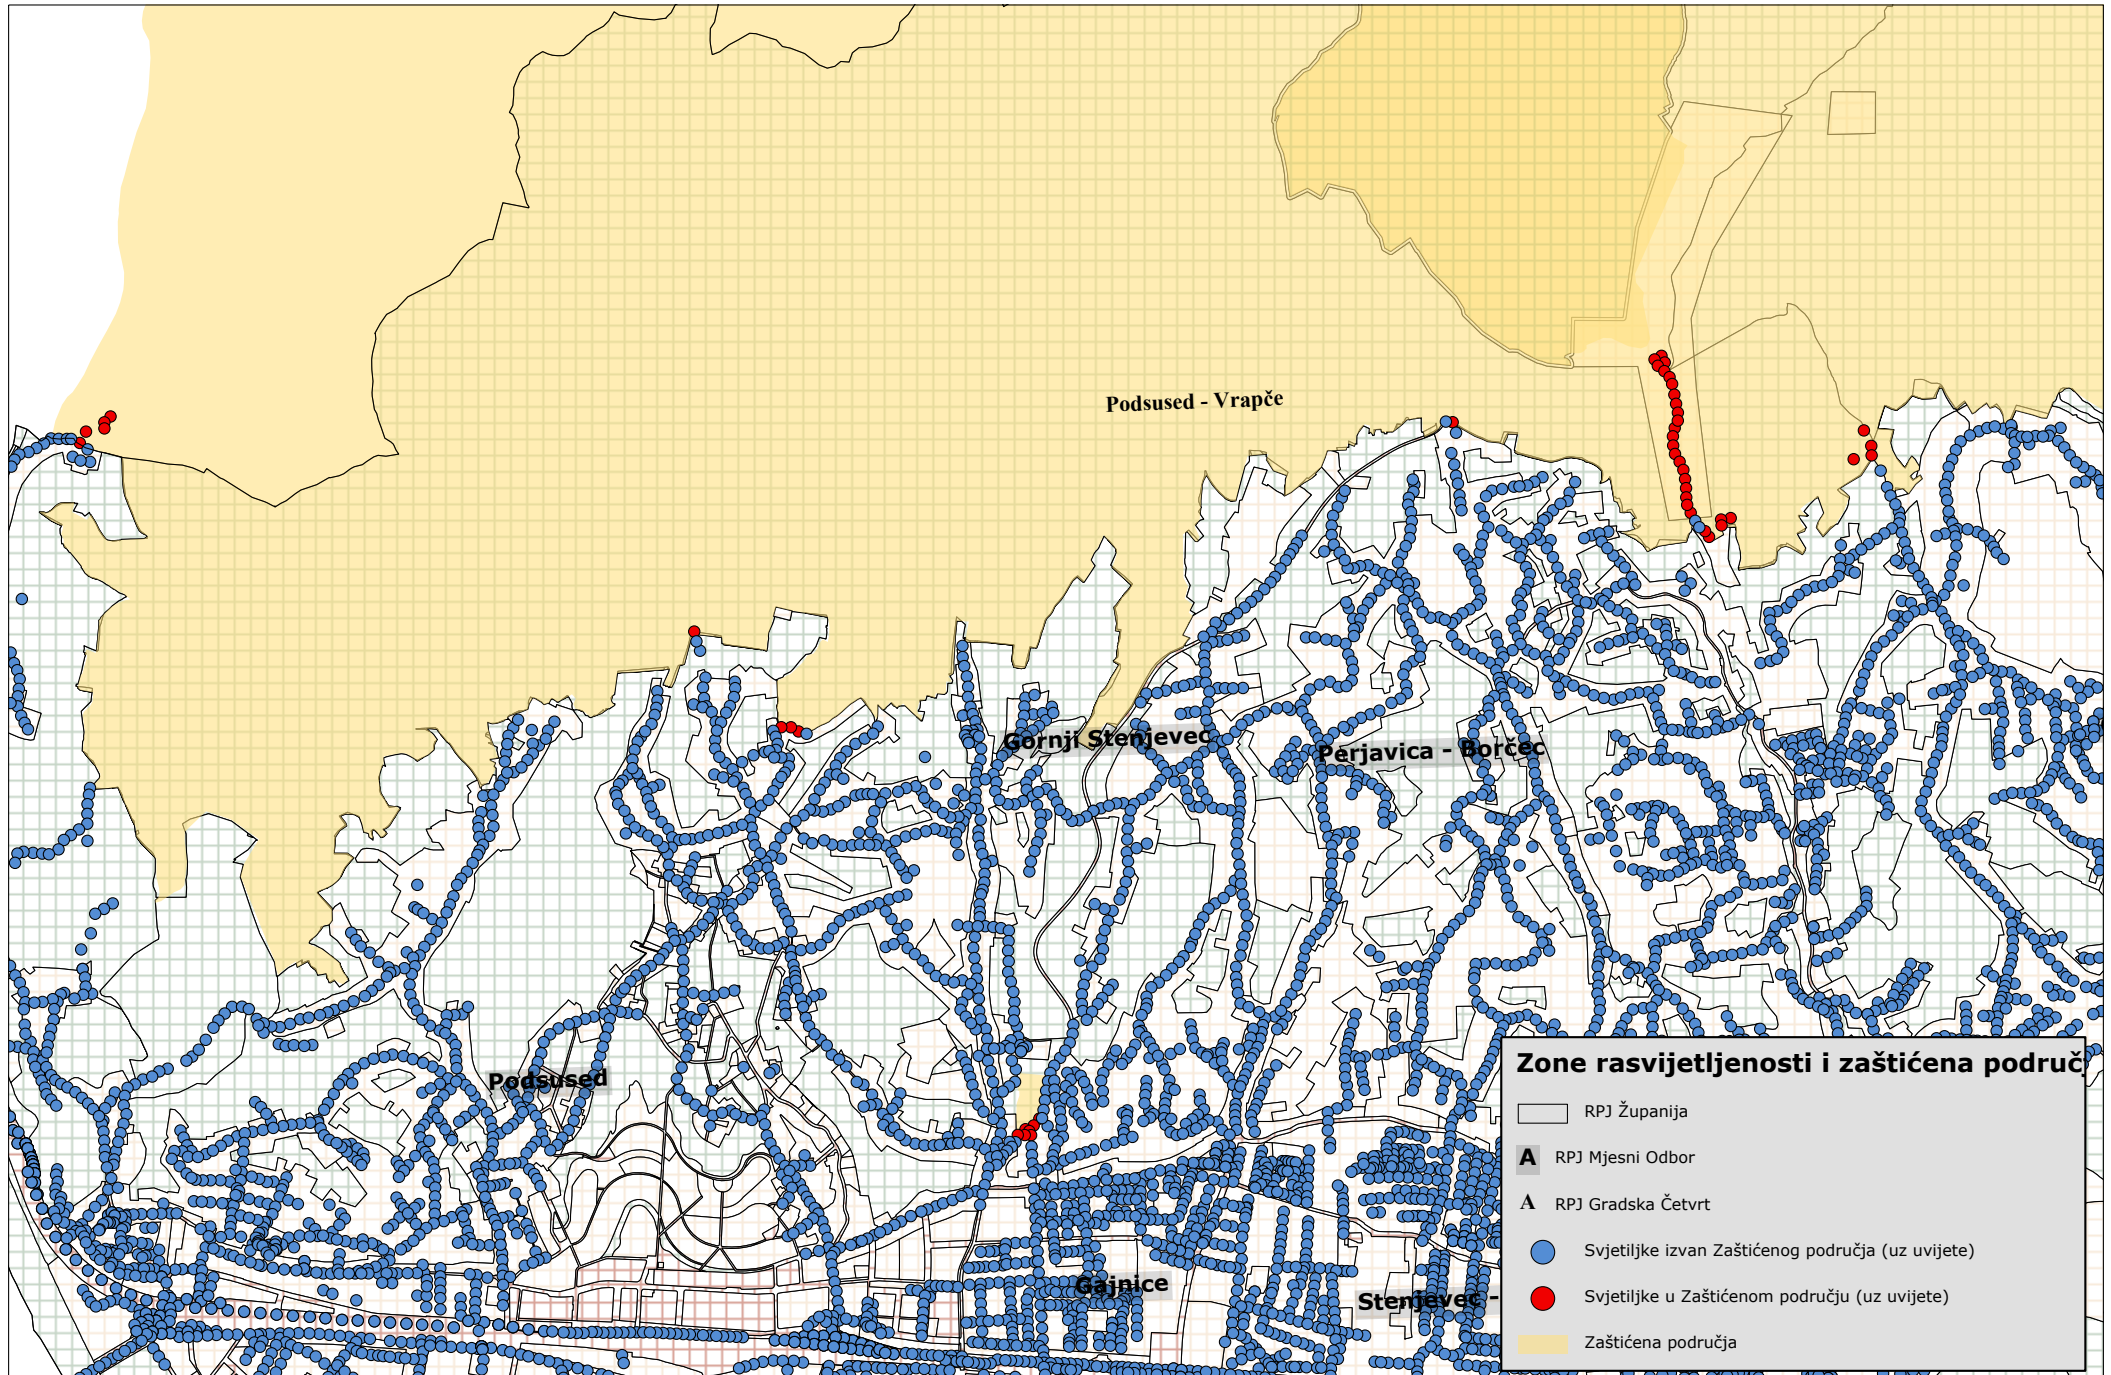 Podsused - Vrapče
Gornji Stenjevec
Perjavica - Borčec
Podsused
Gajnice
Stenjevec -
Zone rasvijetljenosti i zaštićena područ
RPJ Županija
A RPJ Mjesni Odbor
A RPJ Gradska Četvrt
Svjetiljke izvan Zaštićenog područja (uz uvijete)
Svjetiljke u Zaštićenom području (uz uvijete)
Zaštićena područja